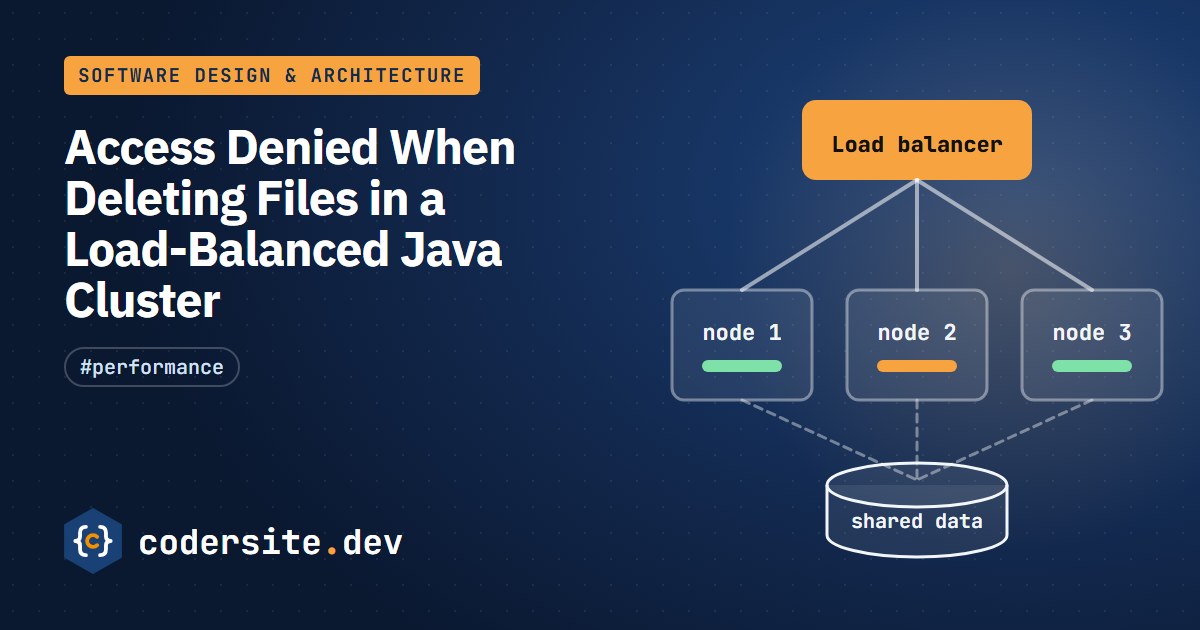 SOFTWARE DESIGN & ARCHITECTURE
Access Denied When
Deleting Files in a
Load-Balanced Java
Cluster
#performance
{c} codersite.dev
Load balancer
node 1
node 2
node 3
shared data